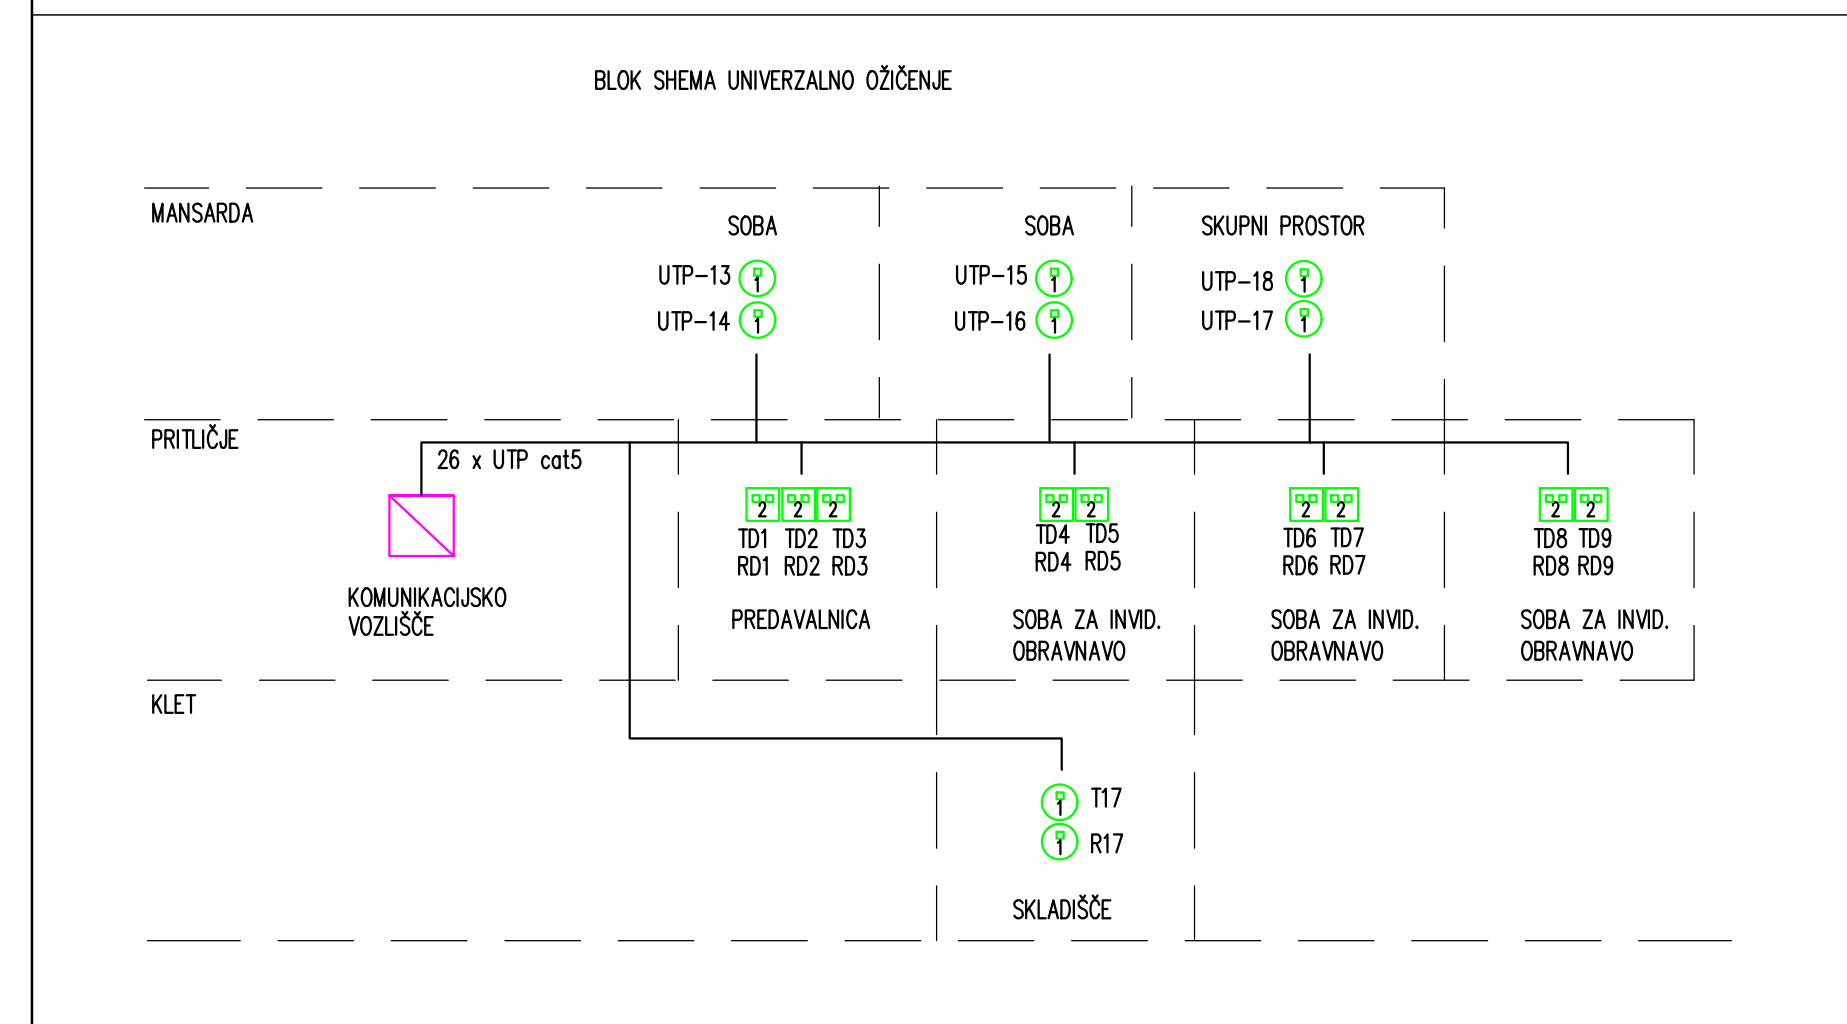 BLOK SHEMA UNIVERZALNO OŽIČENJE
MANSARDA
SOBA
UTP-13 1
UTP-14 1
SOBA
UTP-15 1
UTP-16 1
SKUPNI PROSTOR
UTP-18 1
UTP-17 1
PRITLIČJE
26 x UTP cat5
KOMUNIKACIJSKO
VOZLIŠČE
2 2 2
TD1 TD2 TD3
RD1 RD2 RD3
PREDAVALNICA
2 2
TD4 TD5
RD4 RD5
SOBA ZA INVID.
OBRAVNAVO
2 2
TD6 TD7
RD6 RD7
SOBA ZA INVID.
OBRAVNAVO
2 2
TD8 TD9
RD8 RD9
SOBA ZA INVID.
OBRAVNAVO
KLET
1 T17
1 R17
SKLADIŠČE